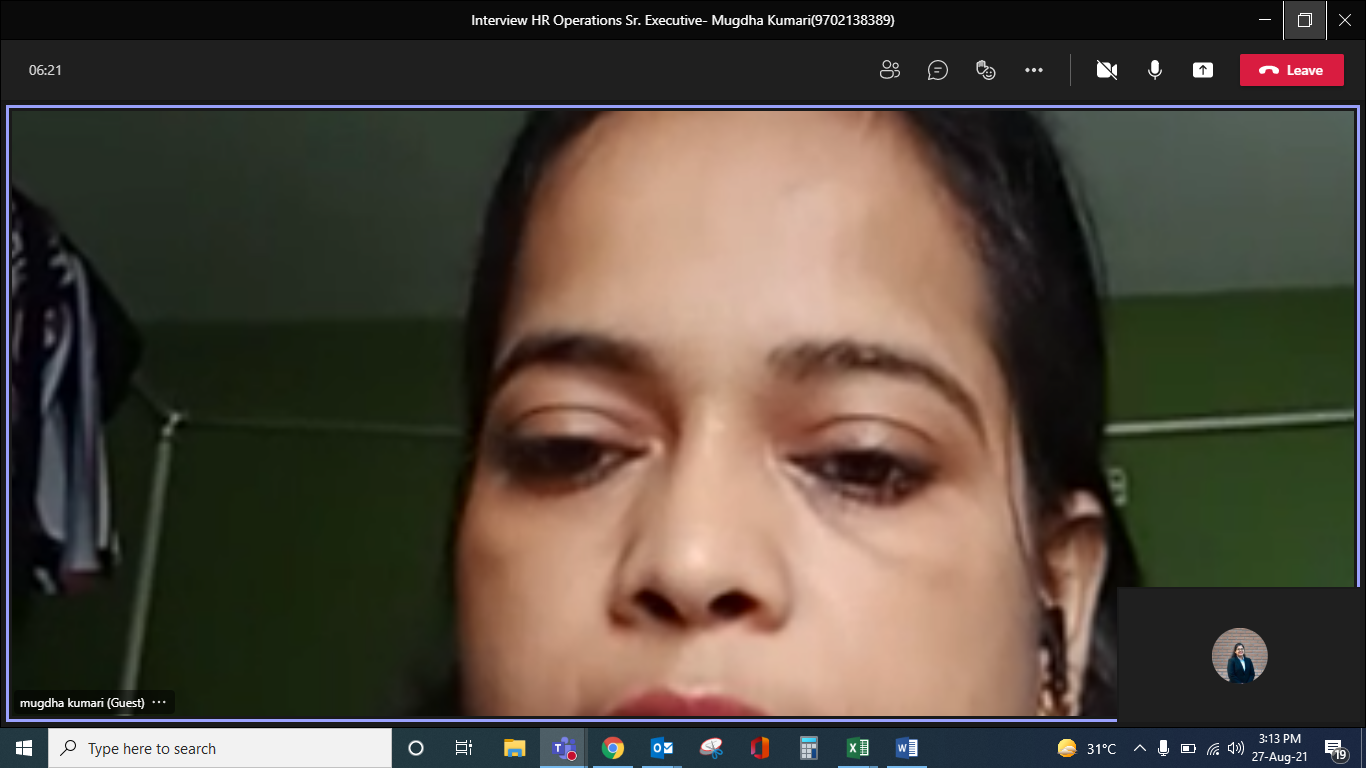 Interview HR Operations Sr. Executive- Mugdha Kumari(9702138389)
06:21
Leave
mugdha kumari (Guest)
Type here to search
31°C
3:13 PM
27-Aug-21
19